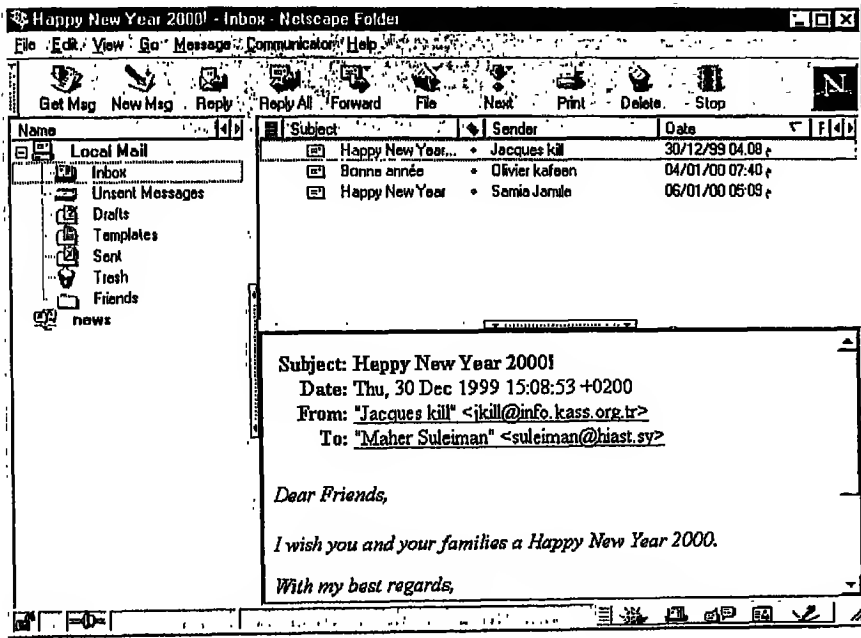 Happy New Year 2000! - Inbox - Netscape Folder
File Edit View Go Message Communicator Help
Get Msg New Msg Reply Reply All Forward File Next Print Delete Stop
N
Name Subject Sender Date F
Local Mail
Inbox
Unsent Messages
Drafts
Templates
Sent
Trash
Friends
news
Happy New Year... Jacques kill 30/12/99 04.08 م
Bonne année Olivier kafeen 04/01/00 07:40 م
Happy New Year Samia Jamile 06/01/00 05:09 م
Subject: Happy New Year 2000!
Date: Thu, 30 Dec 1999 15:08:53 +0200
From: "Jacques kill" <jkill@info.kass.org.tr>
To: "Maher Suleiman" <suleiman@hiast.sy>
Dear Friends,
I wish you and your families a Happy New Year 2000.
With my best regards,